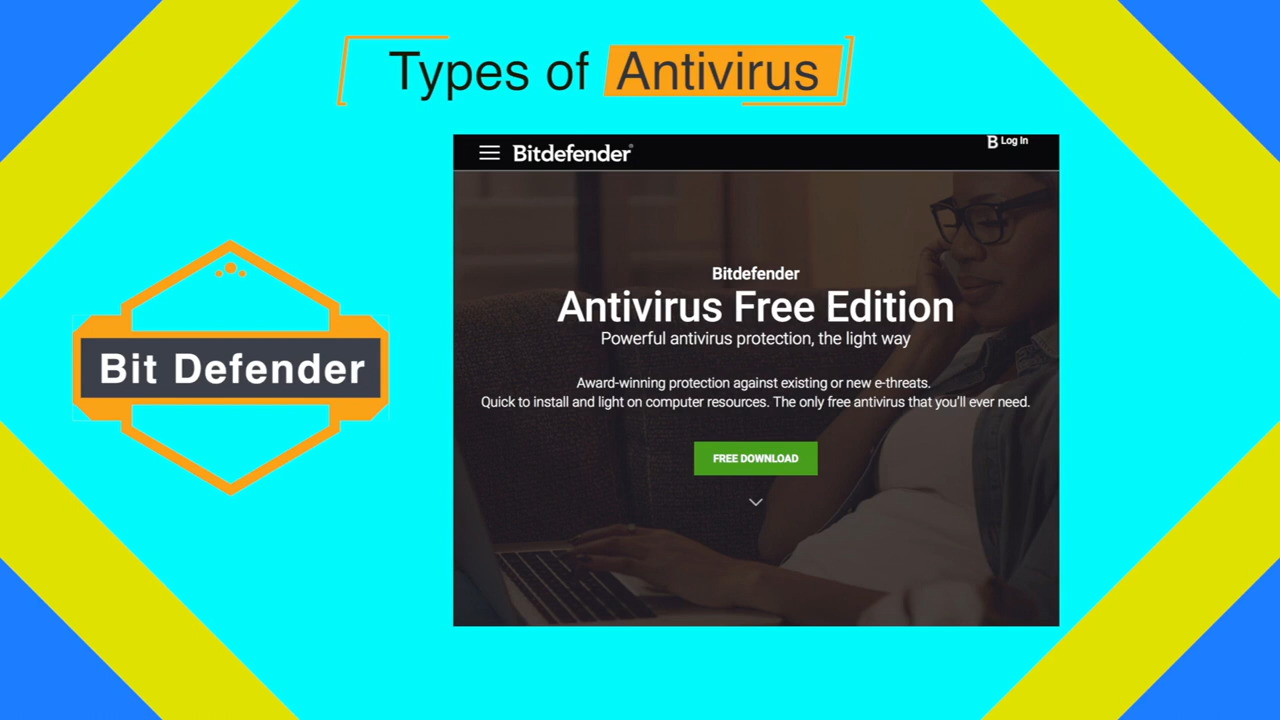 Types of Antivirus
Bitdefender®
B Log In
Bit Defender
Bitdefender
Antivirus Free Edition
Powerful antivirus protection, the light way
Award-winning protection against existing or new e-threats.
Quick to install and light on computer resources. The only free antivirus that you'll ever need.
FREE DOWNLOAD